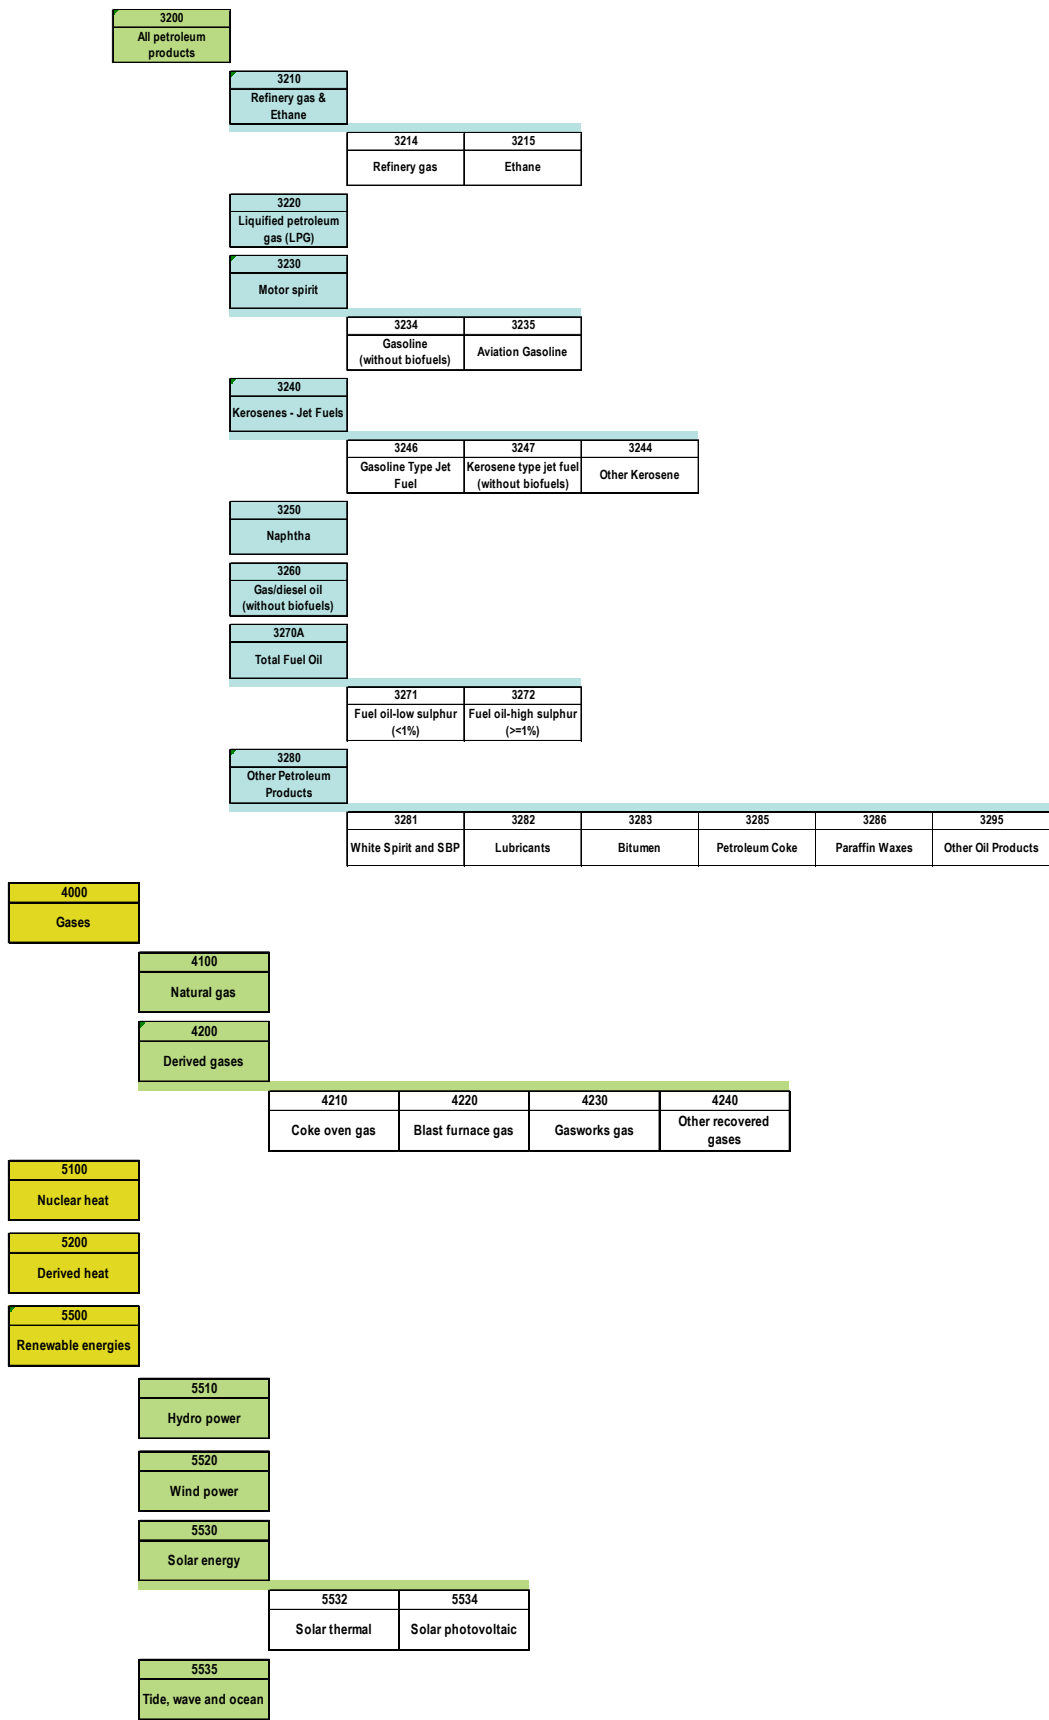 3200
All petroleum
products
3210
Refinery gas &
Ethane
3214
3215
Refinery gas
Ethane
3220
Liquified petroleum
gas (LPG)
3230
Motor spirit
3234
3235
Gasoline
(without biofuels)
Aviation Gasoline
3240
Kerosenes - Jet Fuels
3246
3247
3244
Gasoline Type Jet
Fuel
Kerosene type jet fuel
(without biofuels)
Other Kerosene
3250
Naphtha
3260
Gas/diesel oil
(without biofuels)
3270A
Total Fuel Oil
3271
3272
Fuel oil-low sulphur
(<1%)
Fuel oil-high sulphur
(>=1%)
3280
Other Petroleum
Products
3281
3282
3283
3285
3286
3295
White Spirit and SBP
Lubricants
Bitumen
Petroleum Coke
Paraffin Waxes
Other Oil Products
4000
Gases
4100
Natural gas
4200
Derived gases
4210
4220
4230
4240
Coke oven gas
Blast furnace gas
Gasworks gas
Other recovered
gases
5100
Nuclear heat
5200
Derived heat
5500
Renewable energies
5510
Hydro power
5520
Wind power
5530
Solar energy
5532
5534
Solar thermal
Solar photovoltaic
5535
Tide, wave and ocean